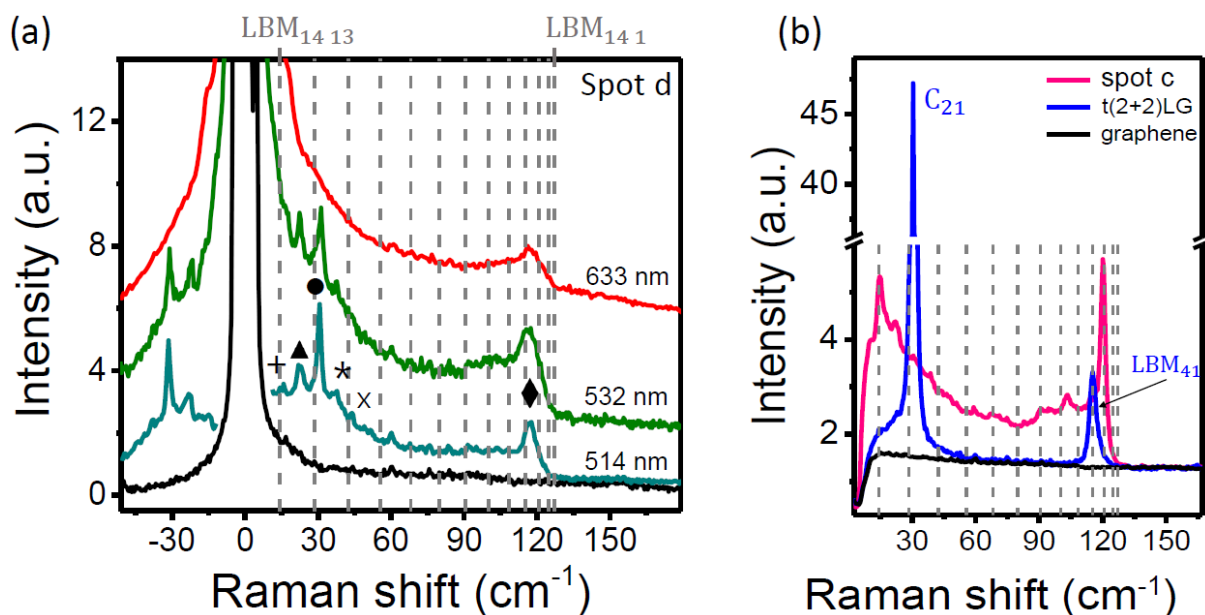 (a)
LBM14 13
LBM14 1
Spot d
12
8
4
0
Intensity (a.u.)
633 nm
532 nm
514 nm
+
▲
●
*
x
♦
-30
0
30
60
90
120
150
Raman shift (cm-1)
(b)
spot c
t(2+2)LG
graphene
C21
LBM41
45
40
4
2
Intensity (a.u.)
30
60
90
120
150
Raman shift (cm-1)